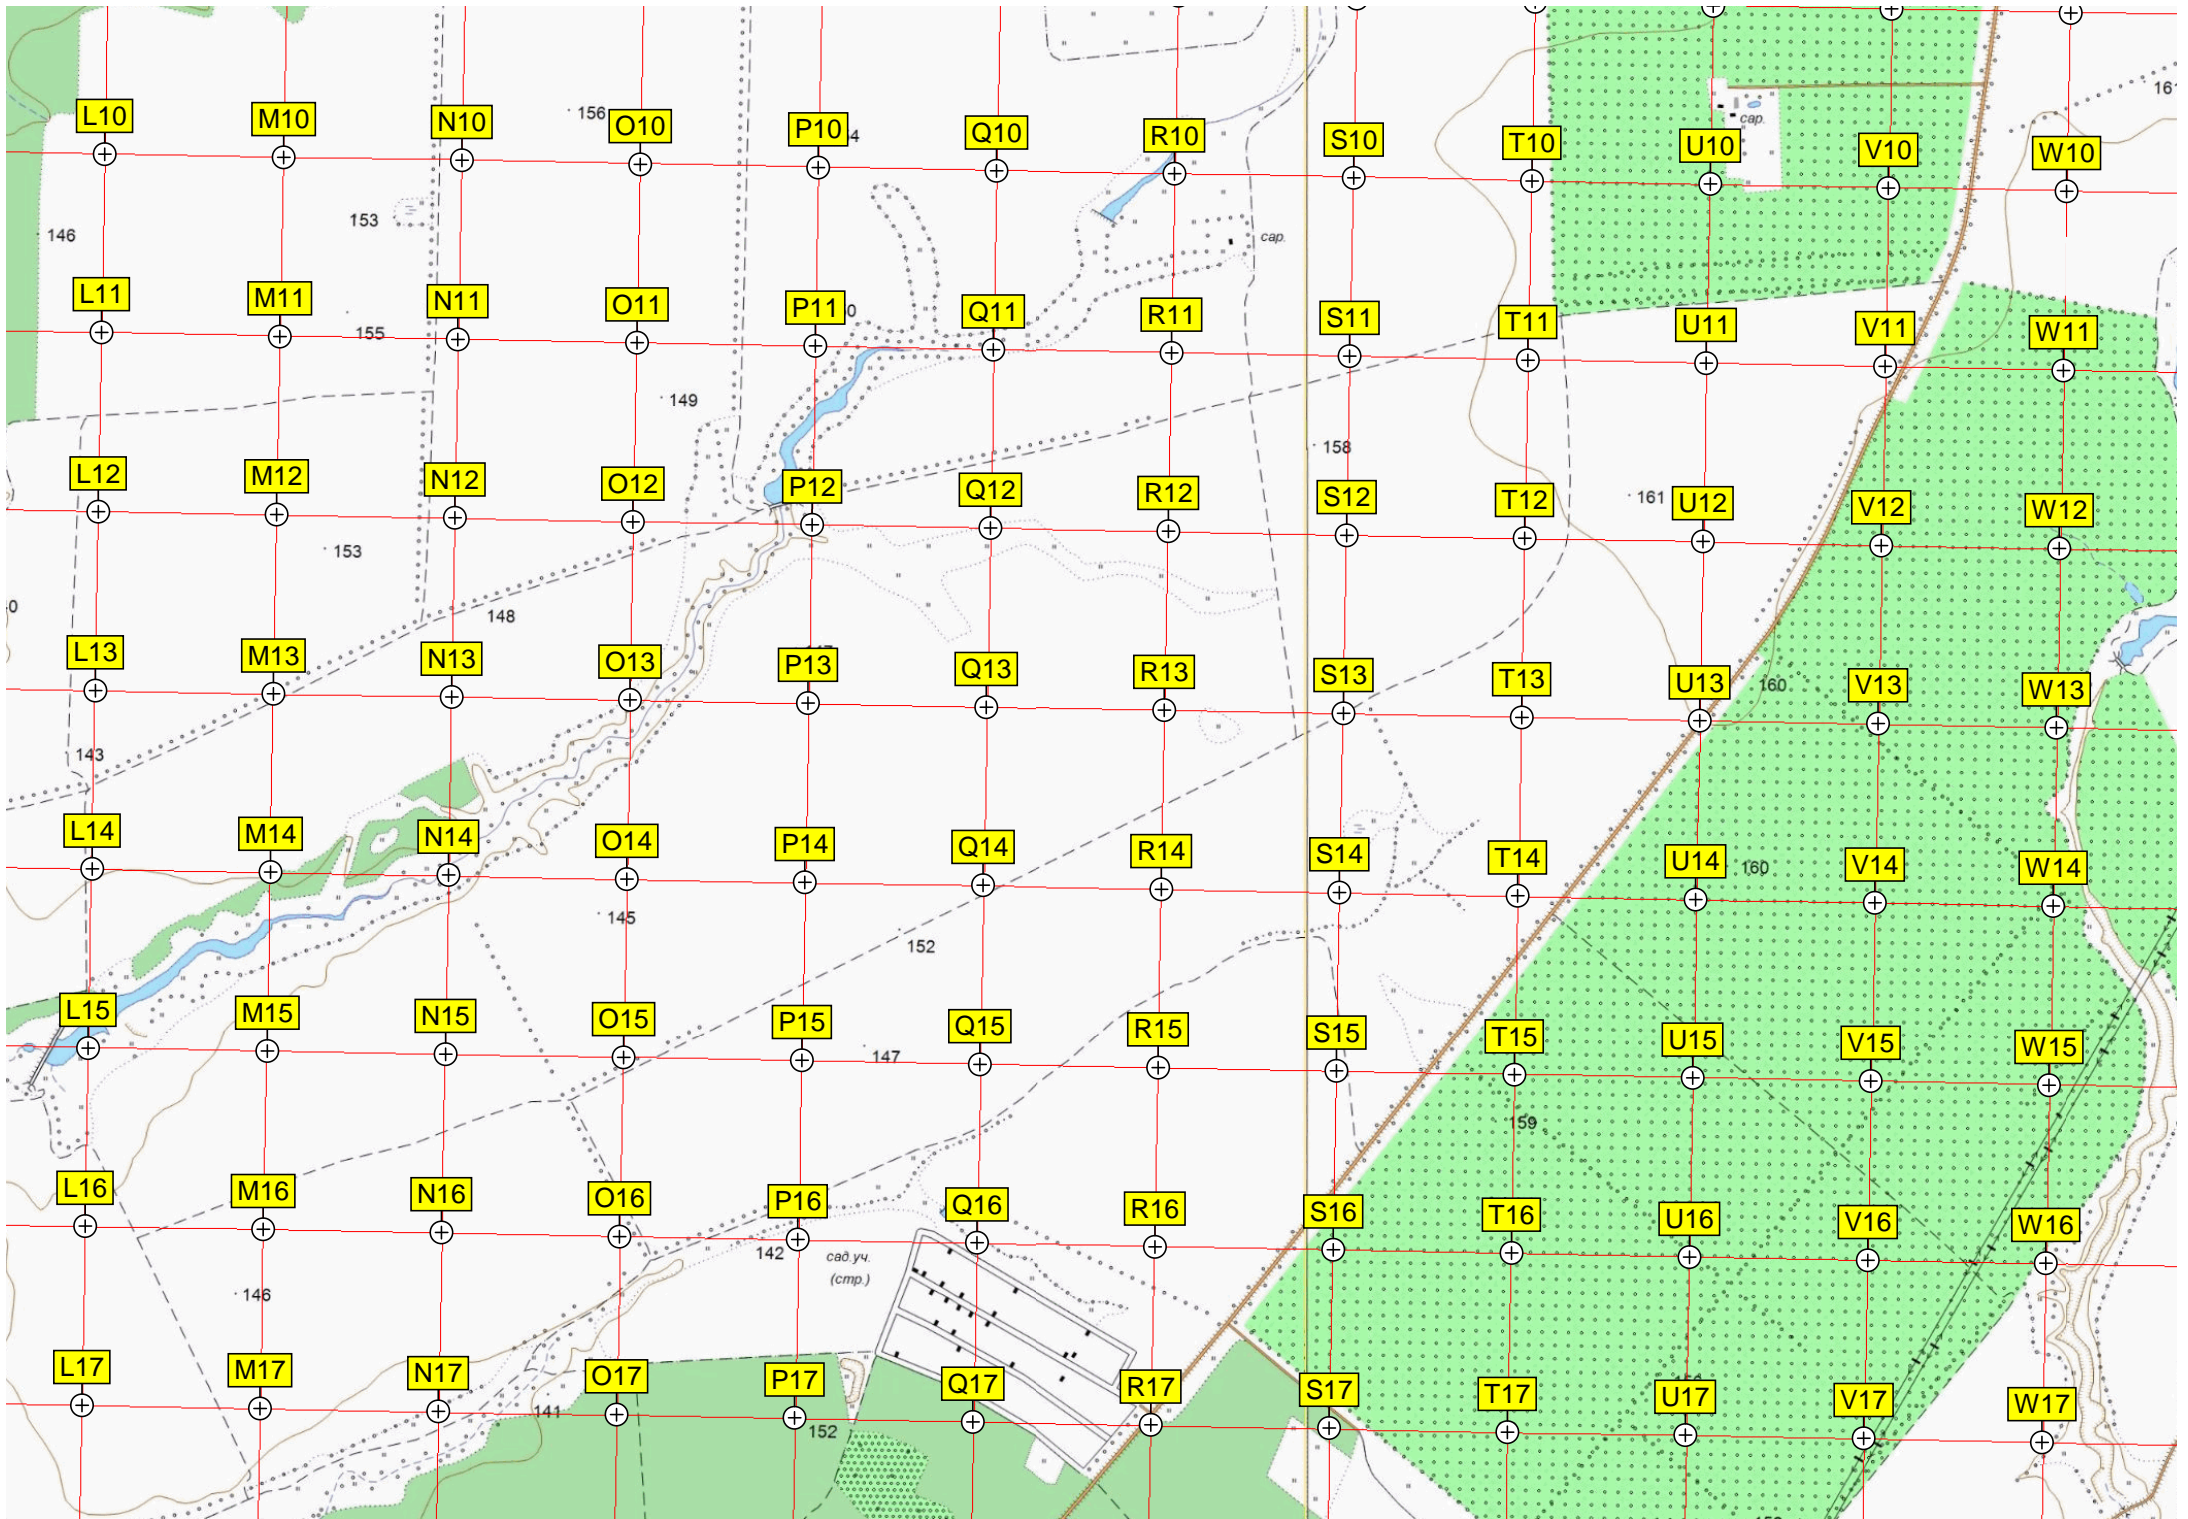 L10 M10 N10 156 O10 P10 4 Q10 R10 S10 T10 U10 сар. V10 W10 161
146 153 сар.
L11 M11 N11 O11 P11 0 Q11 R11 S11 T11 U11 V11 W11
155 149 158
L12 M12 N12 O12 P12 Q12 R12 S12 T12 161 U12 V12 W12
153 148
L13 M13 N13 O13 P13 Q13 R13 S13 T13 U13 160 V13 W13
143
L14 M14 N14 O14 P14 Q14 R14 S14 T14 U14 160 V14 W14
145 152
L15 M15 N15 O15 P15 147 Q15 R15 S15 T15 U15 V15 W15
159
L16 M16 N16 O16 P16 Q16 R16 S16 T16 U16 V16 W16
142 сад.уч.
(стр.)
146
L17 M17 N17 O17 P17 Q17 R17 S17 T17 U17 V17 W17
141 152